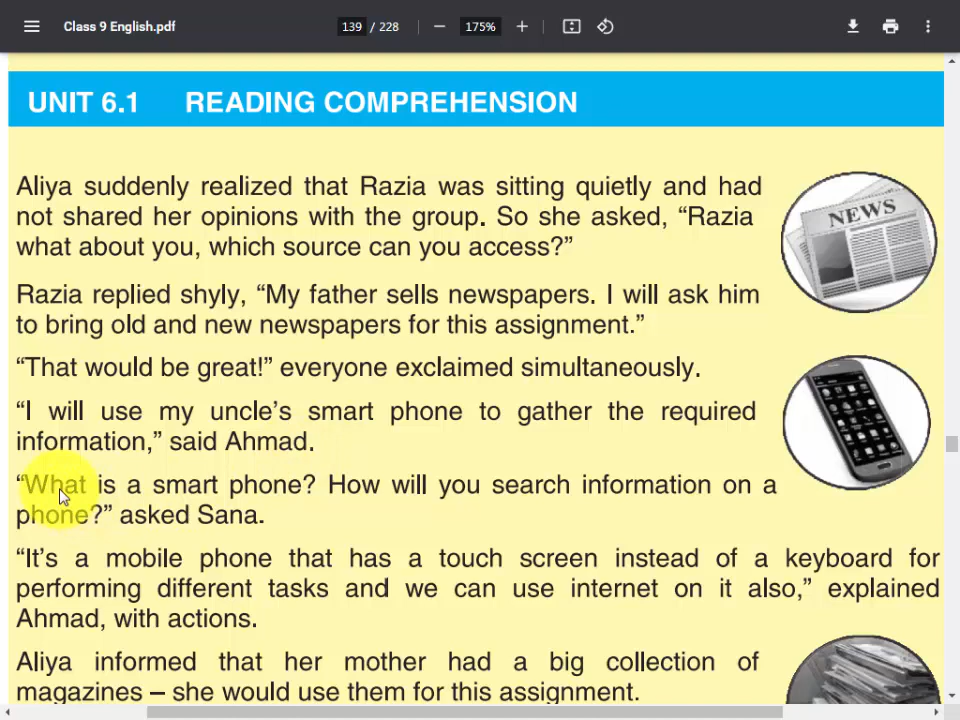 Class 9 English.pdf
139 / 228
175%
UNIT 6.1 READING COMPREHENSION
Aliya suddenly realized that Razia was sitting quietly and had
not shared her opinions with the group. So she asked, “Razia
what about you, which source can you access?”
NEWS
Razia replied shyly, “My father sells newspapers. I will ask him
to bring old and new newspapers for this assignment.”
“That would be great!” everyone exclaimed simultaneously.
“I will use my uncle’s smart phone to gather the required
information,” said Ahmad.
“What is a smart phone? How will you search information on a
phone?” asked Sana.
“It’s a mobile phone that has a touch screen instead of a keyboard for
performing different tasks and we can use internet on it also,” explained
Ahmad, with actions.
Aliya informed that her mother had a big collection of
magazines – she would use them for this assignment.